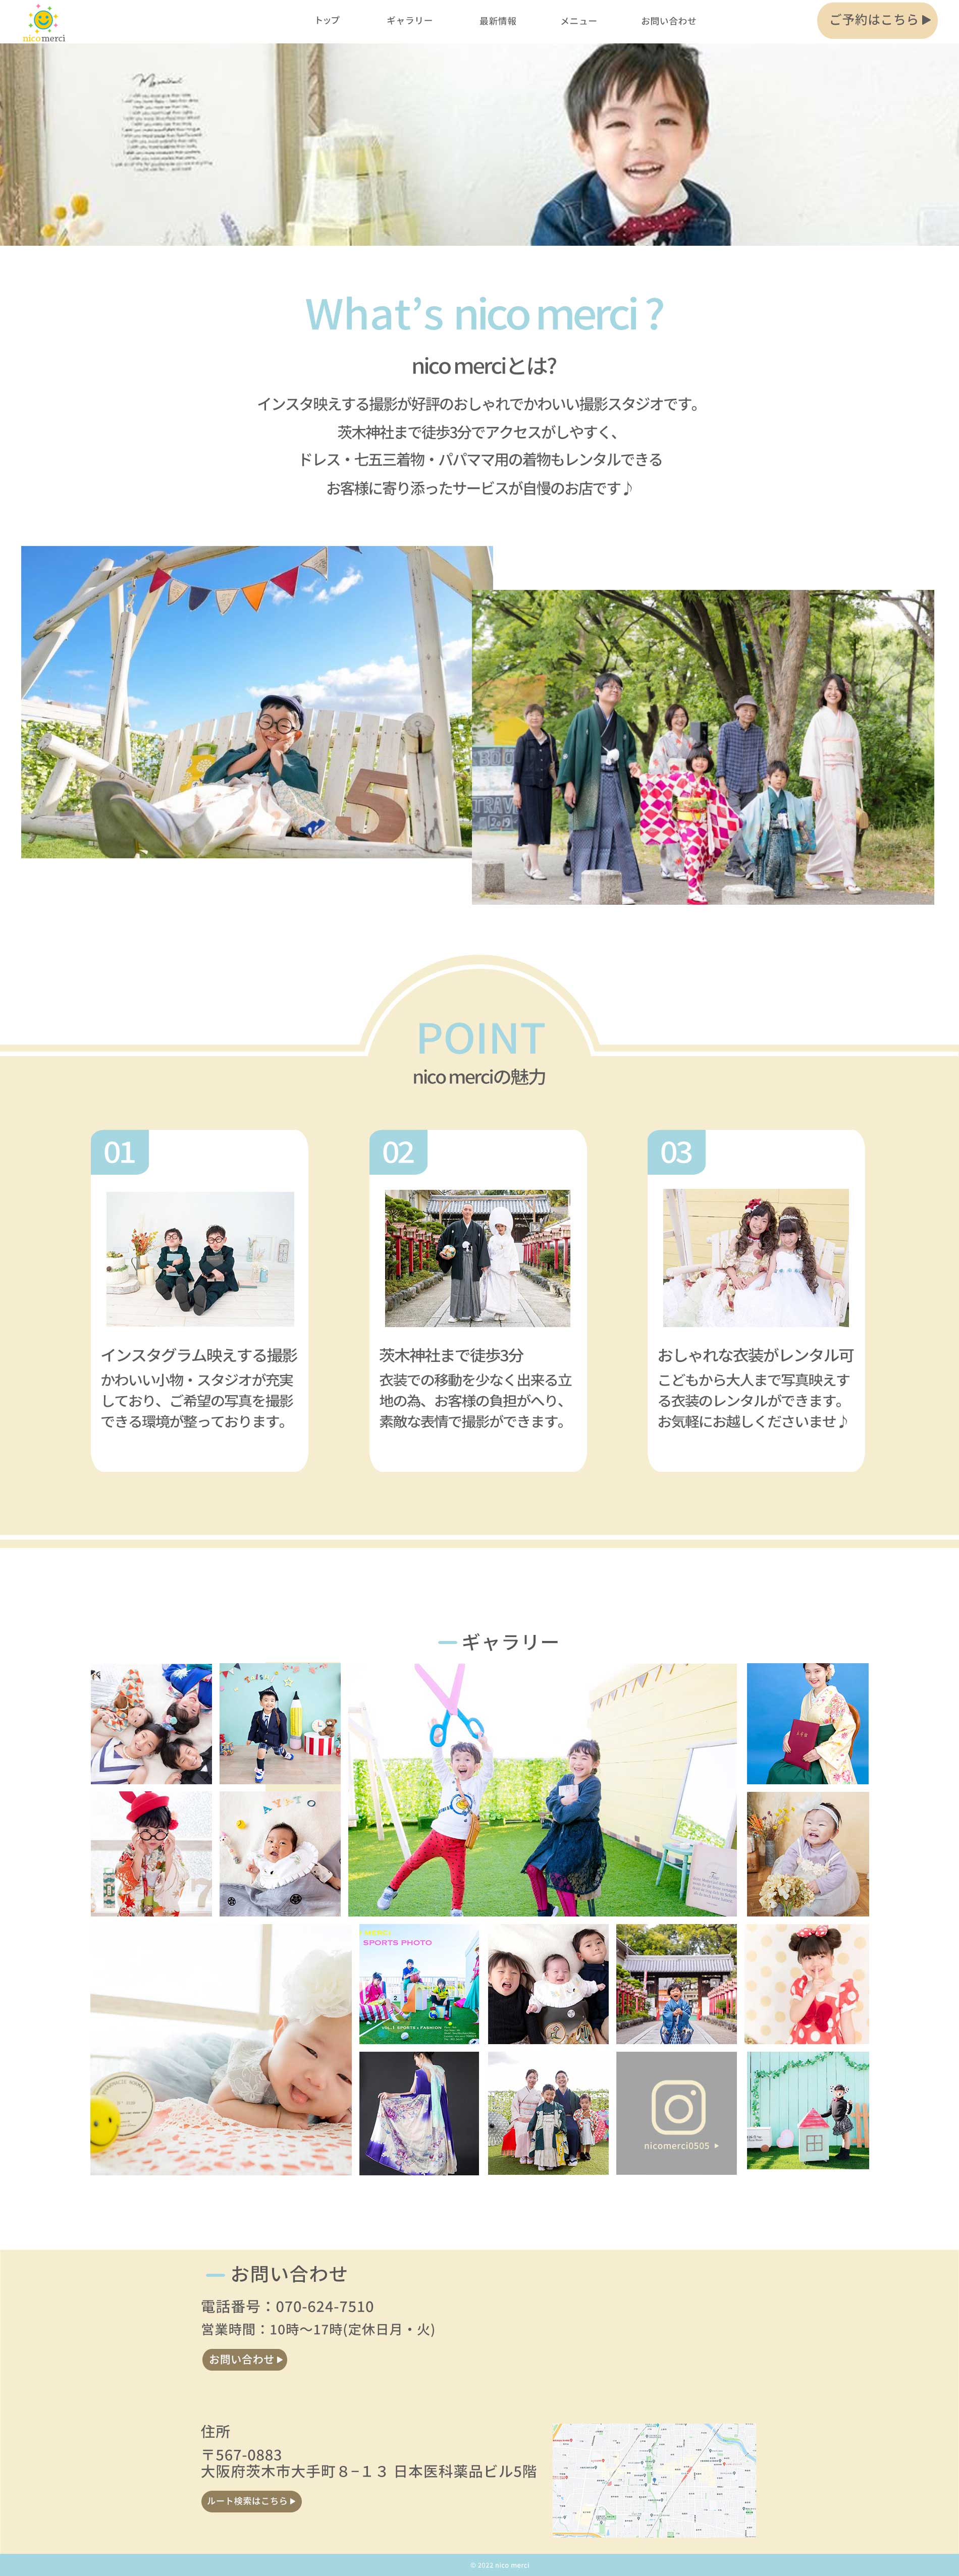 nico merci
トップ
ギャラリー
最新情報
メニュー
お問い合わせ
ご予約はこちら▶
What's nico merci ?
nico merciとは?
インスタ映えする撮影が好評のおしゃれでかわいい撮影スタジオです。
茨木神社まで徒歩3分でアクセスがしやすく、
ドレス・七五三着物・パパママ用の着物もレンタルできる
お客様に寄り添ったサービスが自慢のお店です♪
5
POINT
nico merciの魅力
01
インスタグラム映えする撮影
かわいい小物・スタジオが充実
しており、ご希望の写真を撮影
できる環境が整っております。
02
茨木神社まで徒歩3分
衣装での移動を少なく出来る立
地の為、お客様の負担がへり、
素敵な表情で撮影ができます。
03
おしゃれな衣装がレンタル可
こどもから大人まで写真映えす
る衣装のレンタルができます。
お気軽にお越しくださいませ♪
ギャラリー
7
SPORTS PHOTO
VOL.1 SPORTS × FASHION
nicomerci0505 ▶
お問い合わせ
電話番号：070-624-7510
営業時間：10時〜17時(定休日月・火)
お問い合わせ▶
住所
〒567-0883
大阪府茨木市大手町８−１３ 日本医科薬品ビル5階
ルート検索はこちら▶
© 2022 nico merci